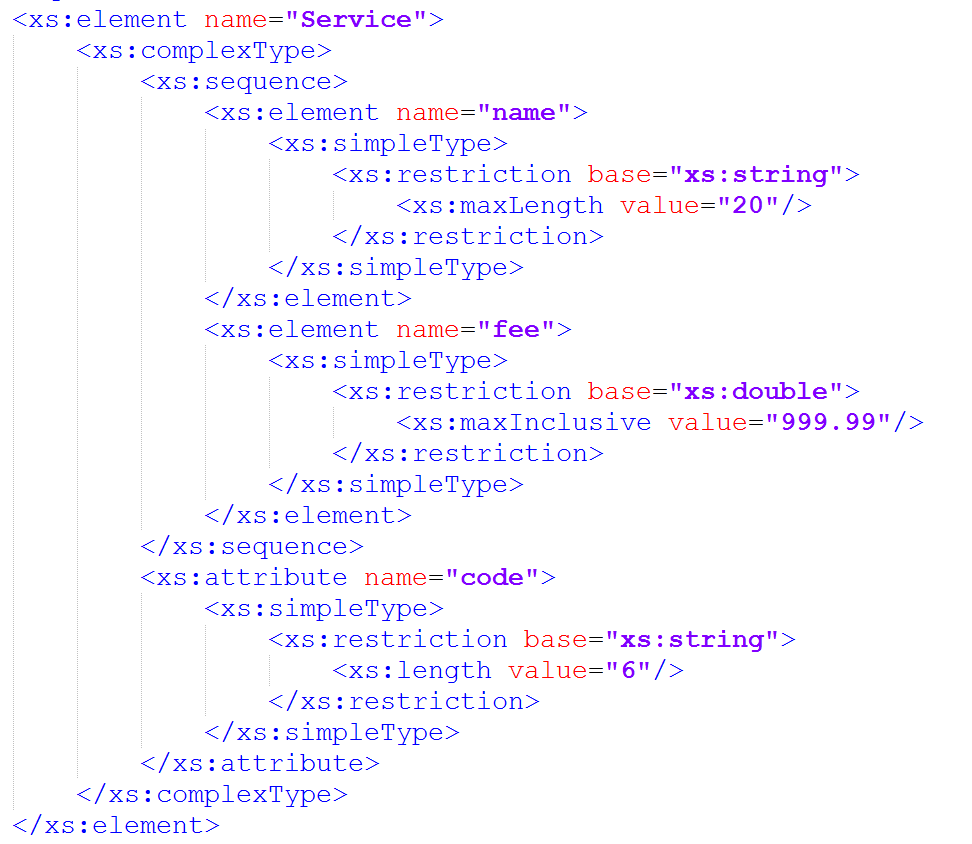 <xs:element name="Service">
<xs:complexType>
<xs:sequence>
<xs:element name="name">
<xs:simpleType>
<xs:restriction base="xs:string">
<xs:maxLength value="20"/>
</xs:restriction>
</xs:simpleType>
</xs:element>
<xs:element name="fee">
<xs:simpleType>
<xs:restriction base="xs:double">
<xs:maxInclusive value="999.99"/>
</xs:restriction>
</xs:simpleType>
</xs:element>
</xs:sequence>
<xs:attribute name="code">
<xs:simpleType>
<xs:restriction base="xs:string">
<xs:length value="6"/>
</xs:restriction>
</xs:simpleType>
</xs:attribute>
</xs:complexType>
</xs:element>